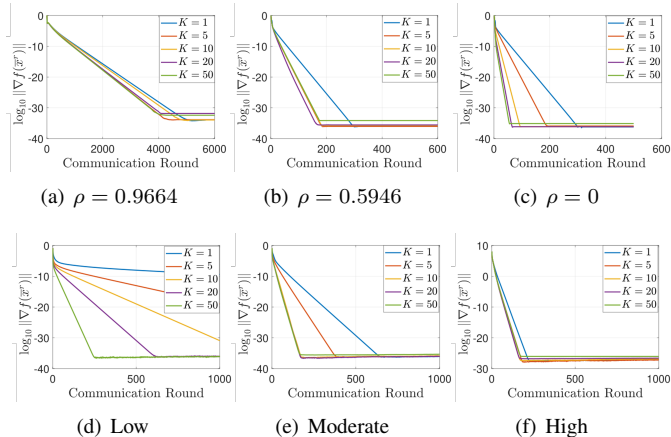 0
-10
-20
-30
-40
log₁₀ ||∇f(x̄ʳ)||
K = 1
K = 5
K = 10
K = 20
K = 50
0 2000 4000 6000
Communication Round
(a) ρ = 0.9664
0
-10
-20
-30
-40
log₁₀ ||∇f(x̄ʳ)||
K = 1
K = 5
K = 10
K = 20
K = 50
0 200 400 600
Communication Round
(b) ρ = 0.5946
0
-10
-20
-30
-40
log₁₀ ||∇f(x̄ʳ)||
K = 1
K = 5
K = 10
K = 20
K = 50
0 200 400 600
Communication Round
(c) ρ = 0
0
-10
-20
-30
-40
log₁₀ ||∇f(x̄ʳ)||
K = 1
K = 5
K = 10
K = 20
K = 50
0 500 1000
Communication Round
(d) Low
0
-10
-20
-30
-40
log₁₀ ||∇f(x̄ʳ)||
K = 1
K = 5
K = 10
K = 20
K = 50
0 500 1000
Communication Round
(e) Moderate
10
0
-10
-20
-30
log₁₀ ||∇f(x̄ʳ)||
K = 1
K = 5
K = 10
K = 20
K = 50
0 500 1000
Communication Round
(f) High